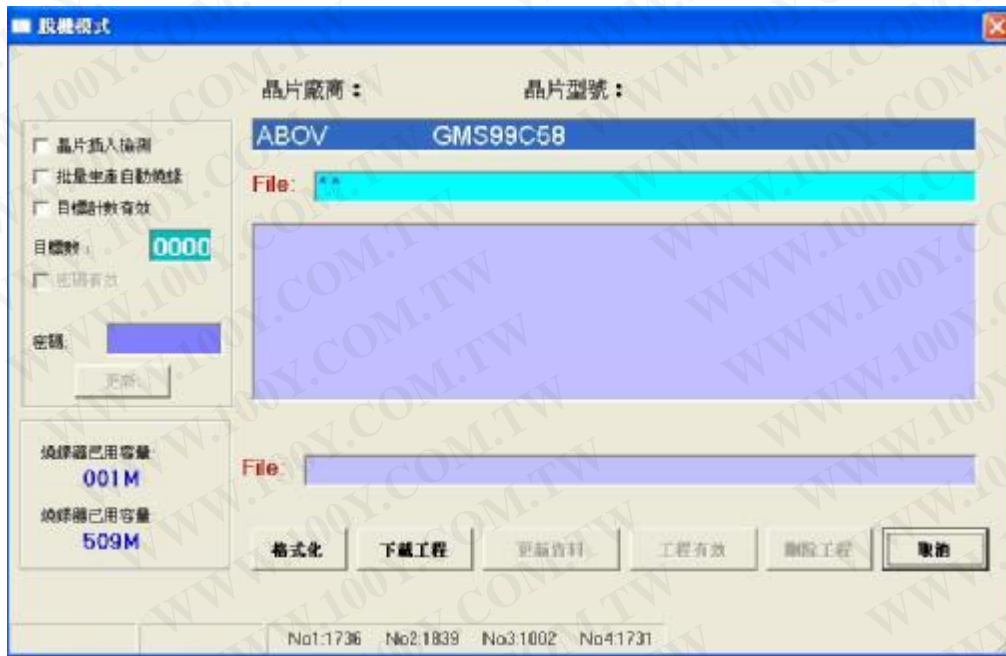 脫機模式
晶片廠商： 晶片型號：
ABOV GMS99C58
File: **
晶片插入檢測
批量生產自動燒錄
目標計數有效
目標數： 0000
密碼有效
密碼:
更新
燒錄器已用容量
001M
燒錄器已用容量
509M
File:
格式化 下載工程 更新資料 工程有效 刪除工程 取消
No1:1736 No2:1839 No3:1002 No4:1731
WWW.100Y.COM.TW